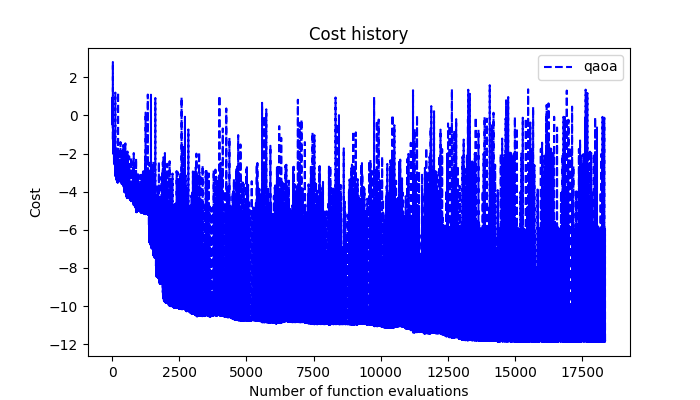 Cost history
qaoa
2
0
−2
−4
−6
−8
−10
−12
Cost
0 2500 5000 7500 10000 12500 15000 17500
Number of function evaluations